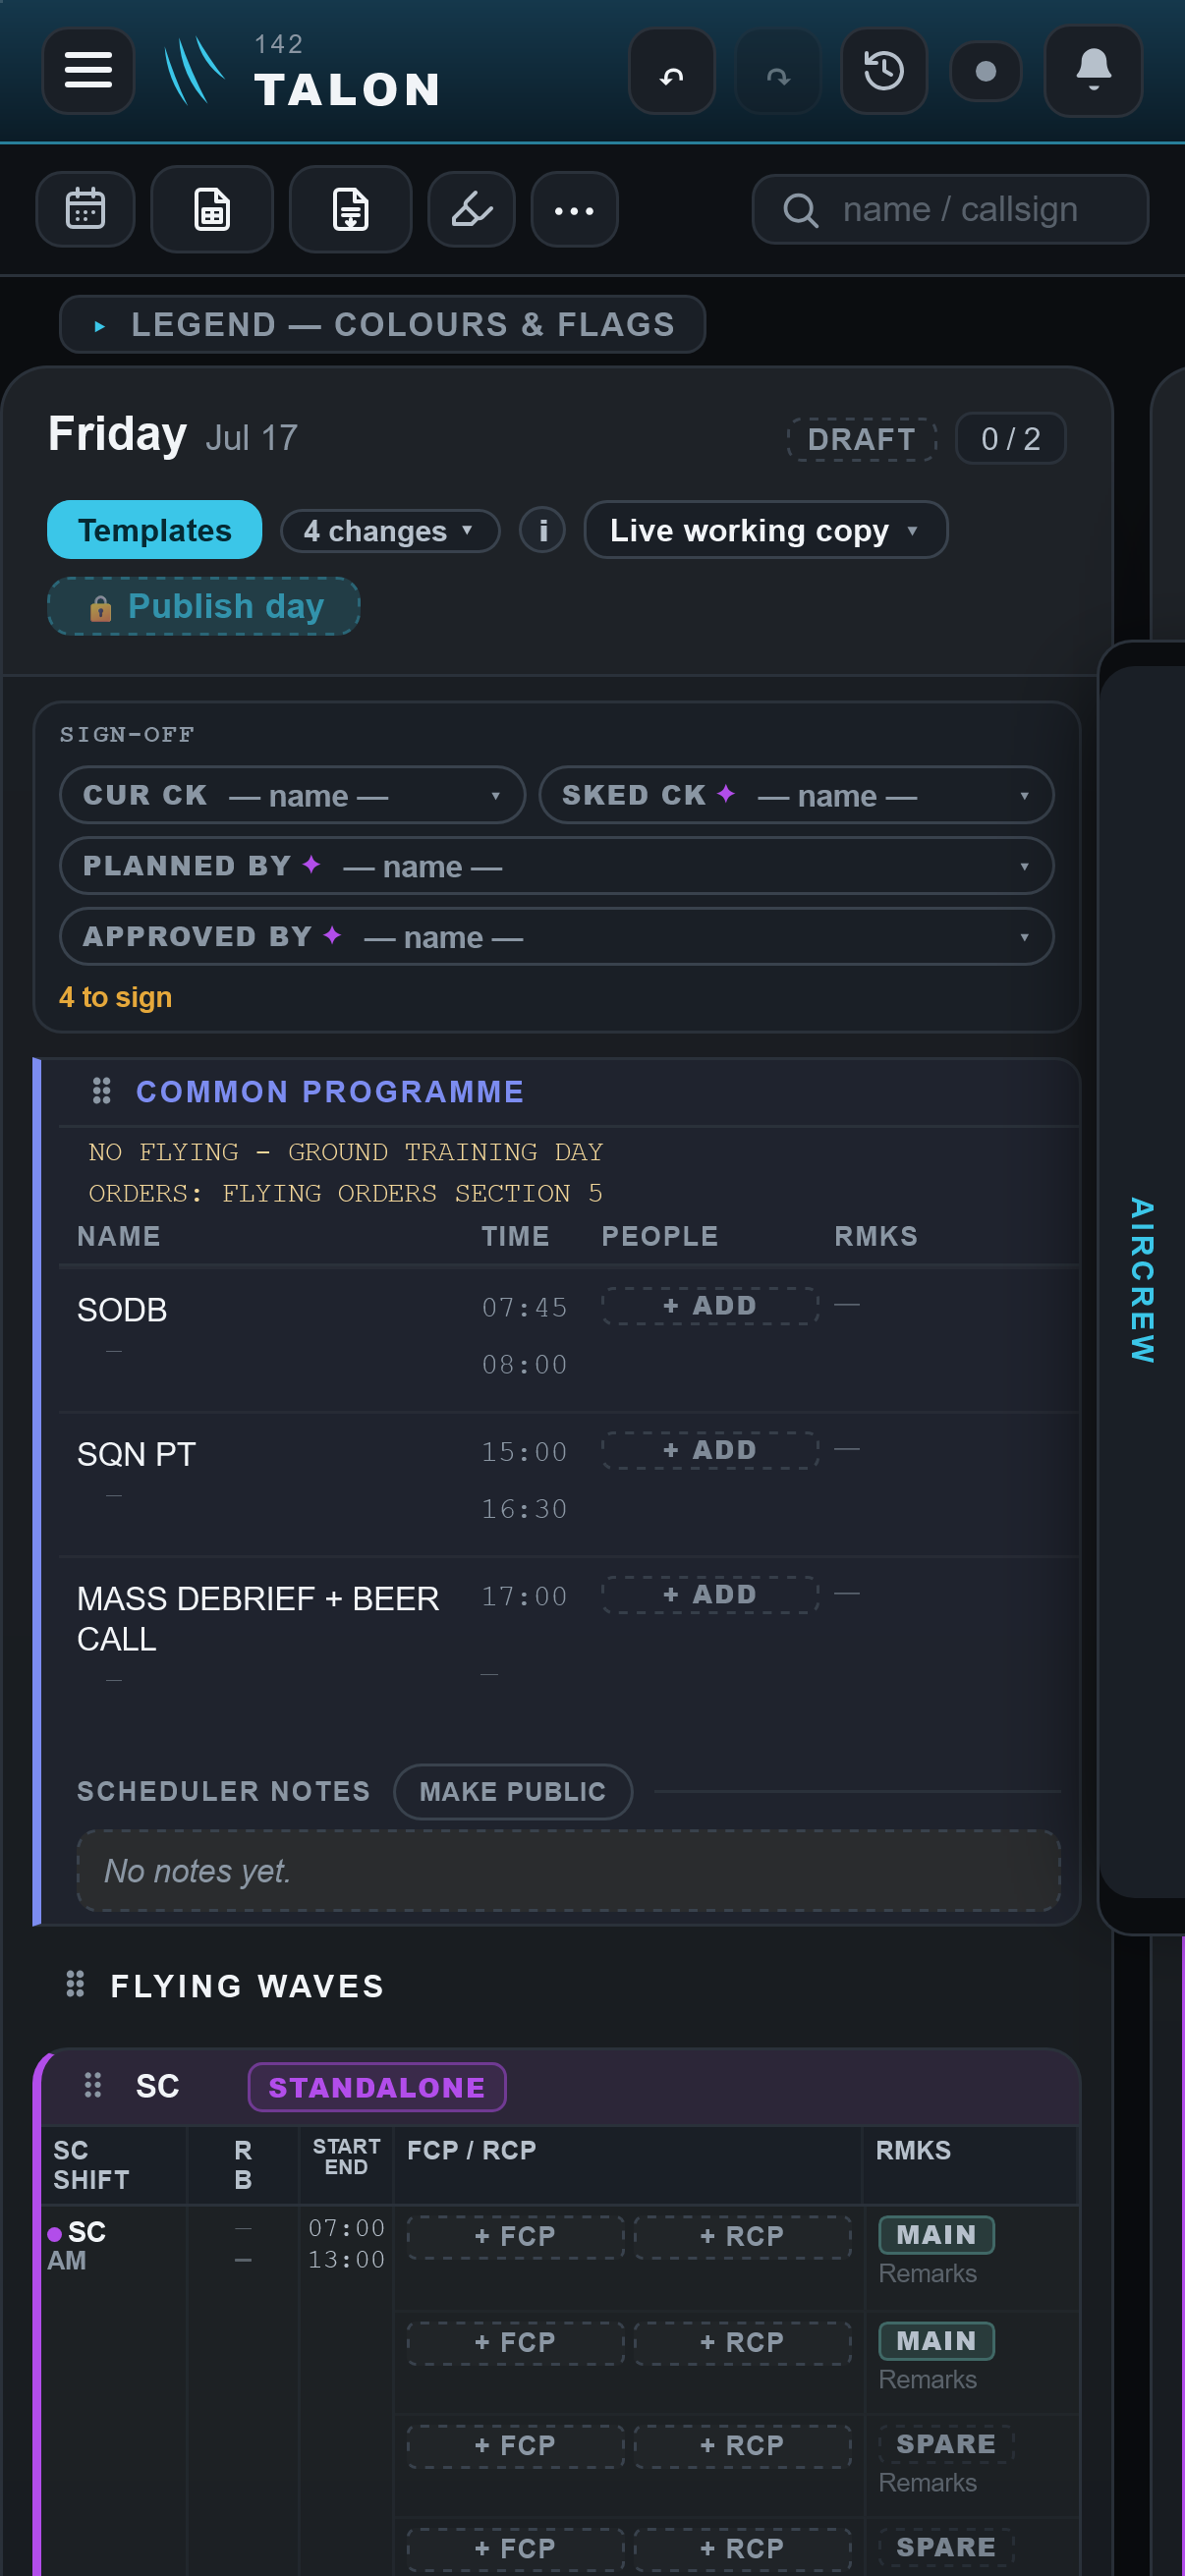 142
TALON
name / callsign
LEGEND — COLOURS & FLAGS
Friday Jul 17 DRAFT 0 / 2
Templates 4 changes i Live working copy
Publish day
SIGN-OFF
CUR CK — name — SKED CK — name —
PLANNED BY — name —
APPROVED BY — name —
4 to sign
AIRCREW
COMMON PROGRAMME
NO FLYING - GROUND TRAINING DAY
ORDERS: FLYING ORDERS SECTION 5
NAME TIME PEOPLE RMKS
SODB 07:45 + ADD —
— 08:00
SQN PT 15:00 + ADD —
— 16:30
MASS DEBRIEF + BEER 17:00 + ADD —
CALL
— —
SCHEDULER NOTES MAKE PUBLIC
No notes yet.
FLYING WAVES
SC STANDALONE
SC R START FCP / RCP RMKS
SHIFT B END
SC — 07:00 + FCP + RCP MAIN
AM — 13:00 Remarks
+ FCP + RCP MAIN
Remarks
+ FCP + RCP SPARE
Remarks
+ FCP + RCP SPARE